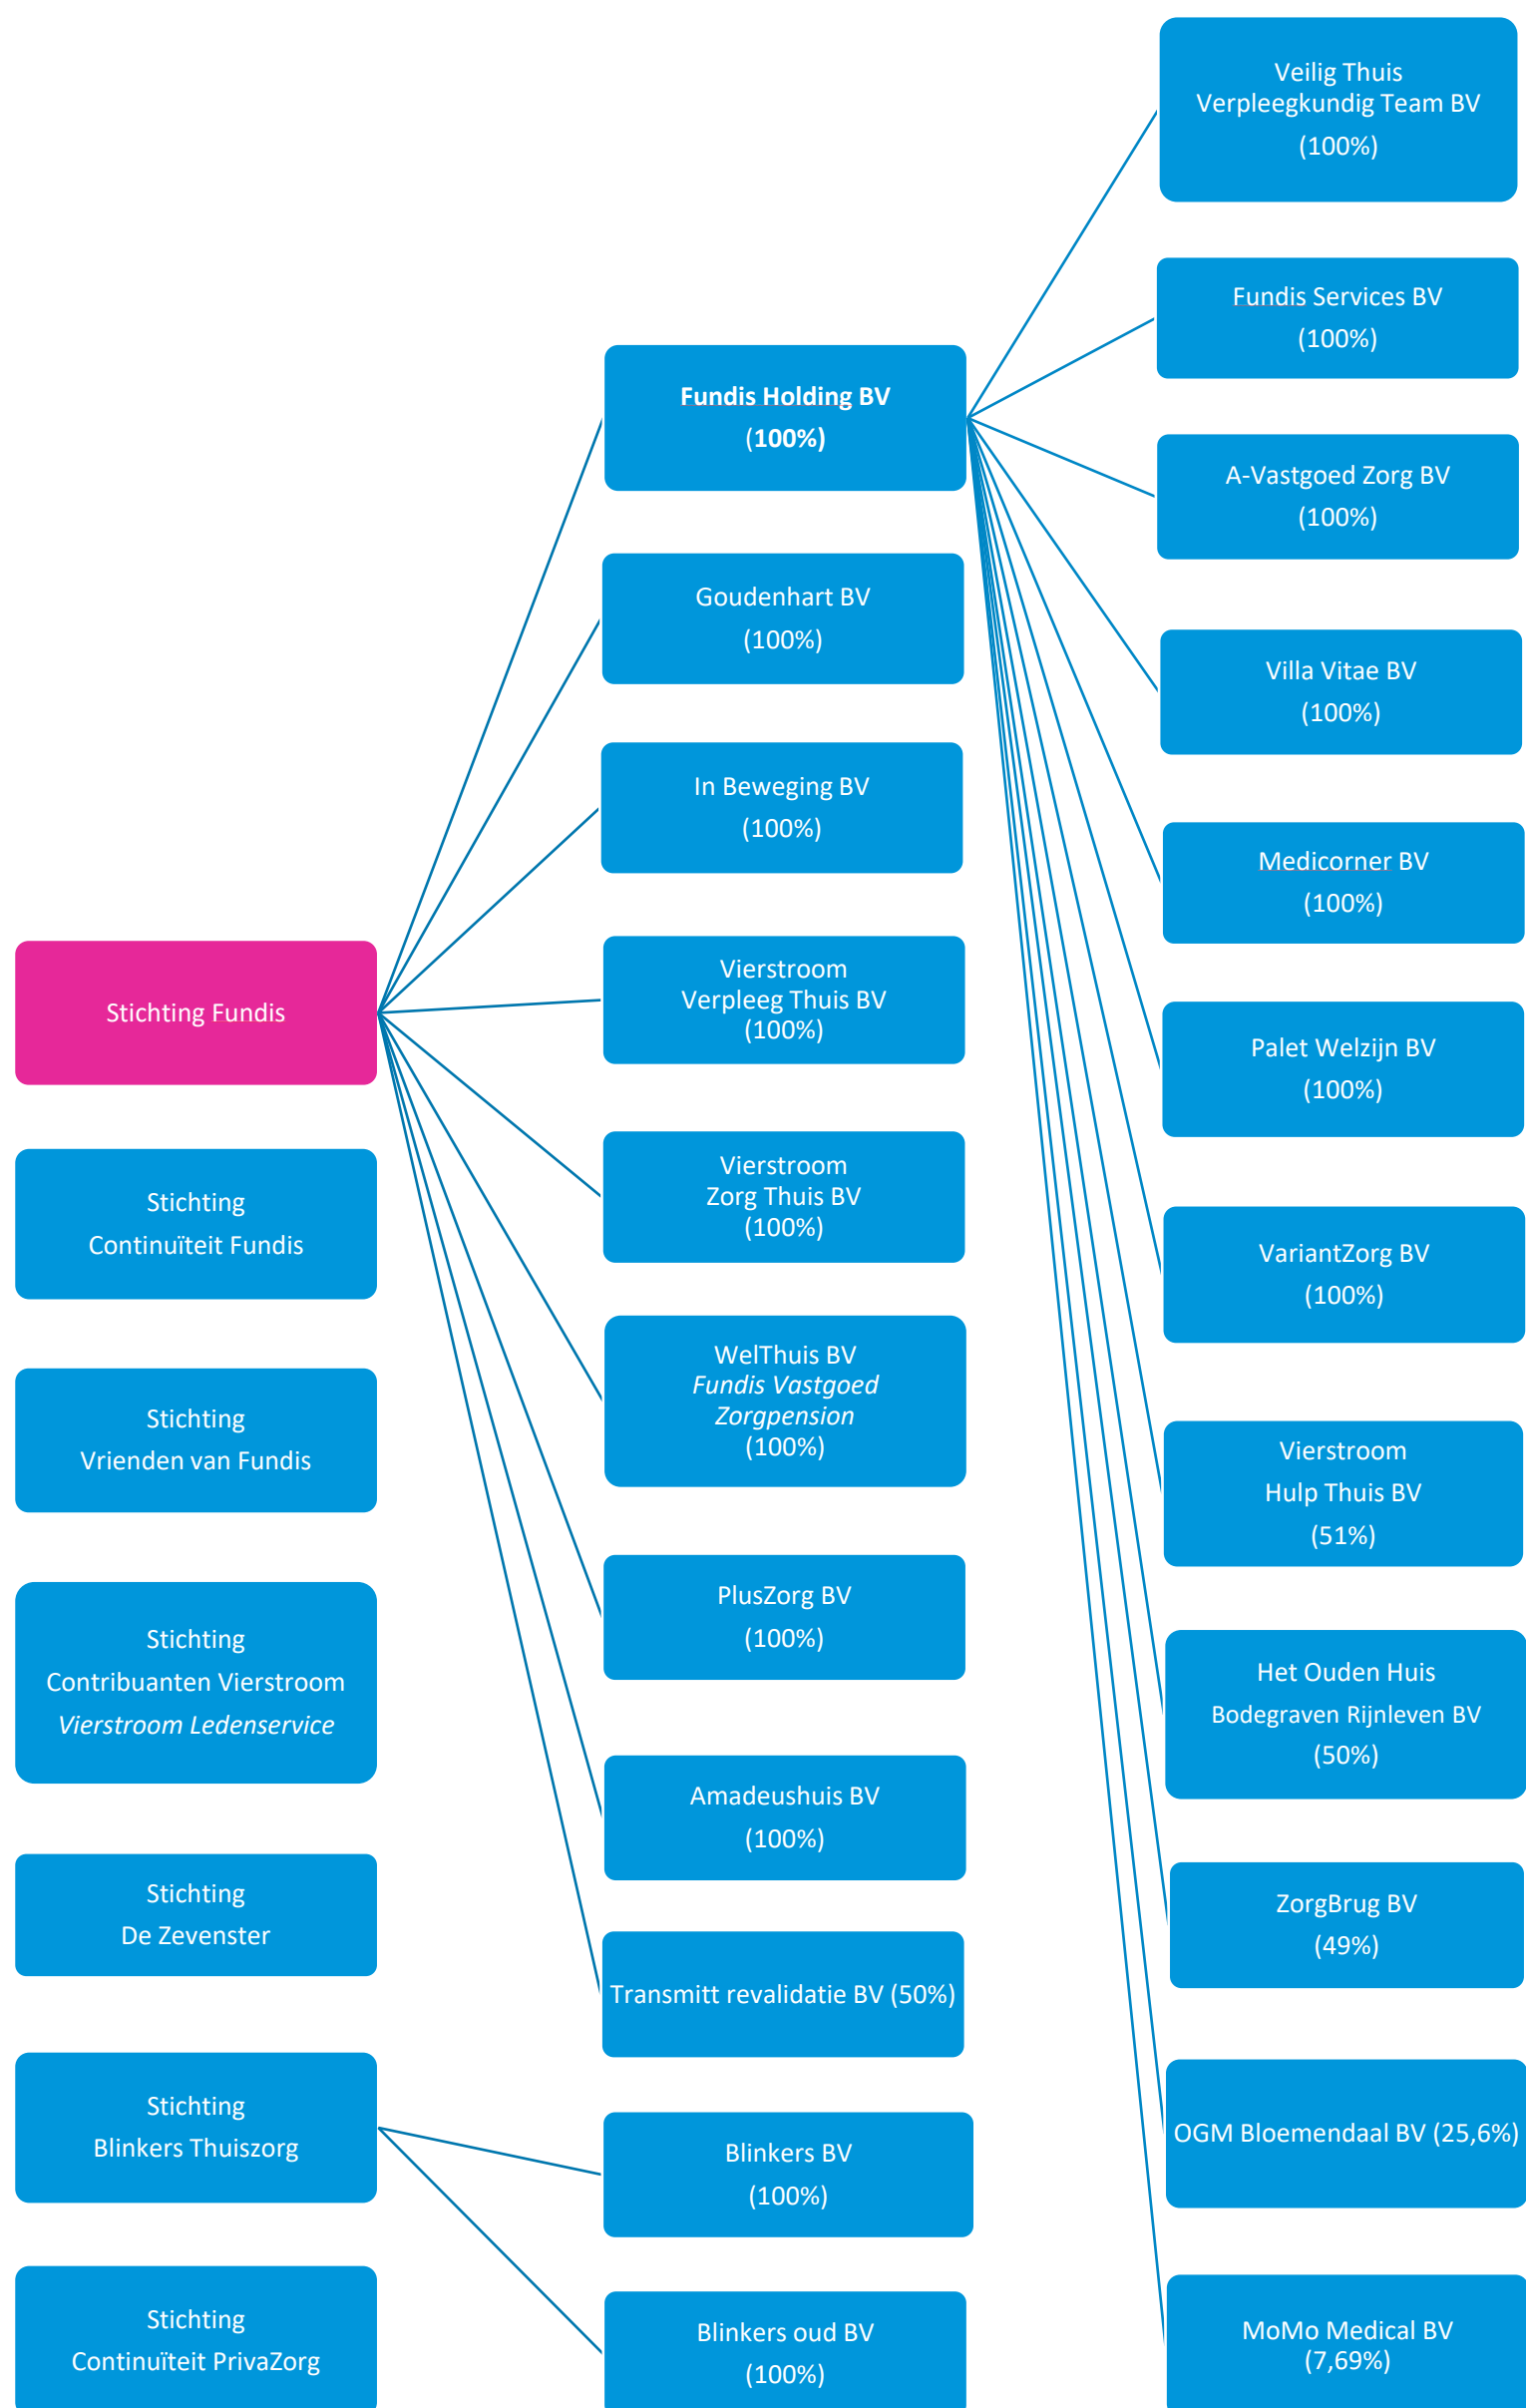 Stichting Fundis
Stichting
Continuïteit Fundis
Stichting
Vrienden van Fundis
Stichting
Contribuanten Vierstroom
Vierstroom Ledenservice
Stichting
De Zevenster
Stichting
Blinkers Thuiszorg
Stichting
Continuïteit PrivaZorg
Fundis Holding BV
(100%)
Goudenhart BV
(100%)
In Beweging BV
(100%)
Vierstroom
Verpleeg Thuis BV
(100%)
Vierstroom
Zorg Thuis BV
(100%)
WelThuis BV
Fundis Vastgoed
Zorgpension
(100%)
PlusZorg BV
(100%)
Amadeushuis BV
(100%)
Transmitt revalidatie BV (50%)
Blinkers BV
(100%)
Blinkers oud BV
(100%)
Veilig Thuis
Verpleegkundig Team BV
(100%)
Fundis Services BV
(100%)
A-Vastgoed Zorg BV
(100%)
Villa Vitae BV
(100%)
Medicorner BV
(100%)
Palet Welzijn BV
(100%)
VariantZorg BV
(100%)
Vierstroom
Hulp Thuis BV
(51%)
Het Ouden Huis
Bodegraven Rijnleven BV
(50%)
ZorgBrug BV
(49%)
OGM Bloemendaal BV (25,6%)
MoMo Medical BV
(7,69%)